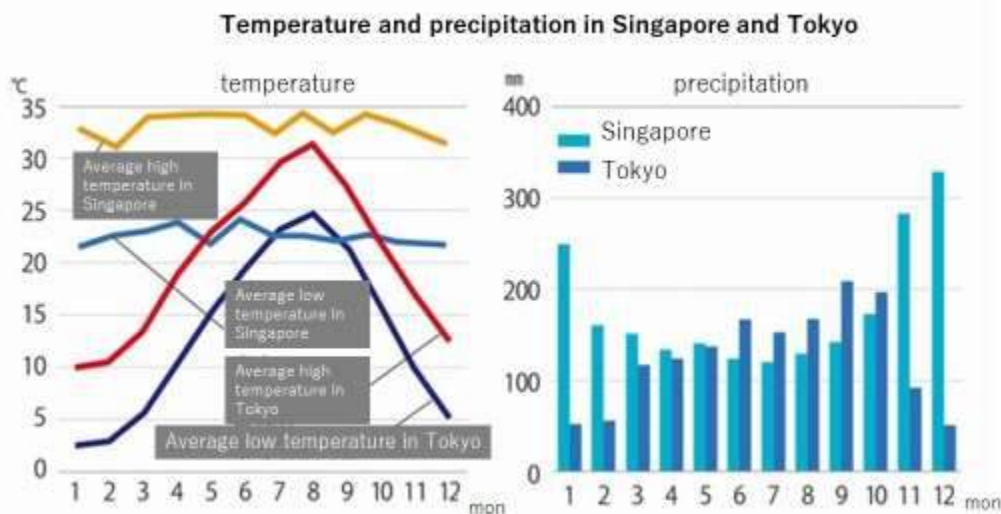 Temperature and precipitation in Singapore and Tokyo
℃
temperature
35
30
25
20
15
10
5
0
Average high
temperature in
Singapore
Average low
temperature in
Singapore
Average high
temperature in
Tokyo
Average low temperature in Tokyo
1 2 3 4 5 6 7 8 9 10 11 12 mon
precipitation
400
300
200
100
0
Singapore
Tokyo
1 2 3 4 5 6 7 8 9 10 11 12 mon